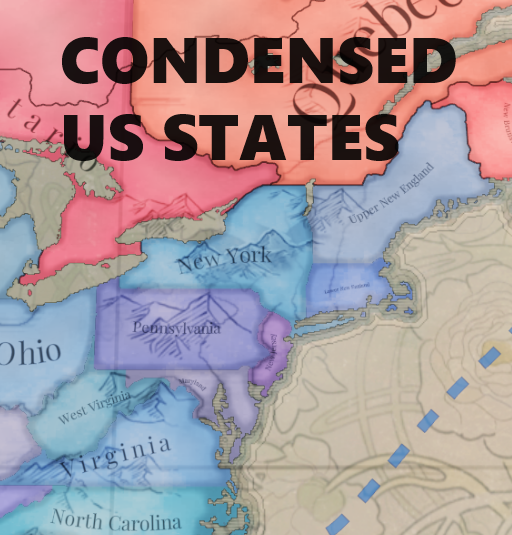 CONDENSED
US STATES
Quebec
tario
New Brun
Upper New England
New York
Lower New England
Pennsylvania
Ohio
Maryland
West Virginia
Virginia
North Carolina